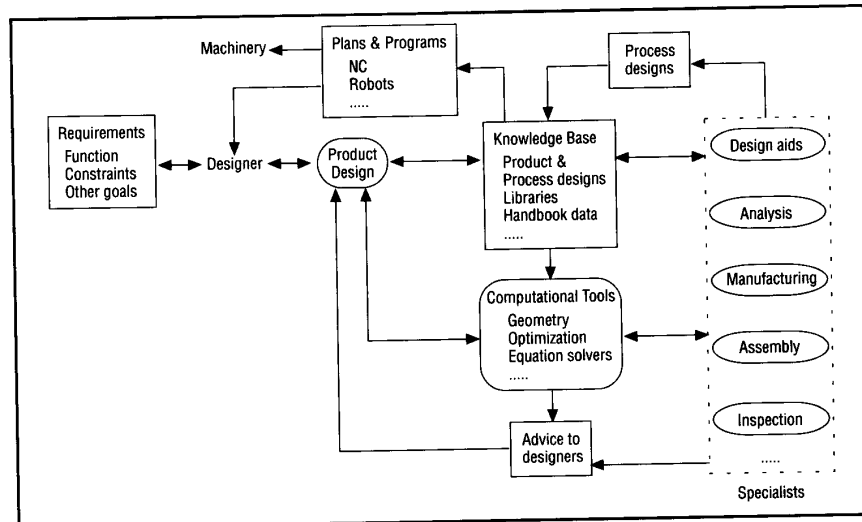 Machinery
Plans & Programs
NC
Robots
.....
Process
designs
Requirements
Function
Constraints
Other goals
Designer
Product
Design
Knowledge Base
Product &
Process designs
Libraries
Handbook data
.....
Design aids
Analysis
Manufacturing
Assembly
Inspection
.....
Specialists
Computational Tools
Geometry
Optimization
Equation solvers
.....
Advice to
designers